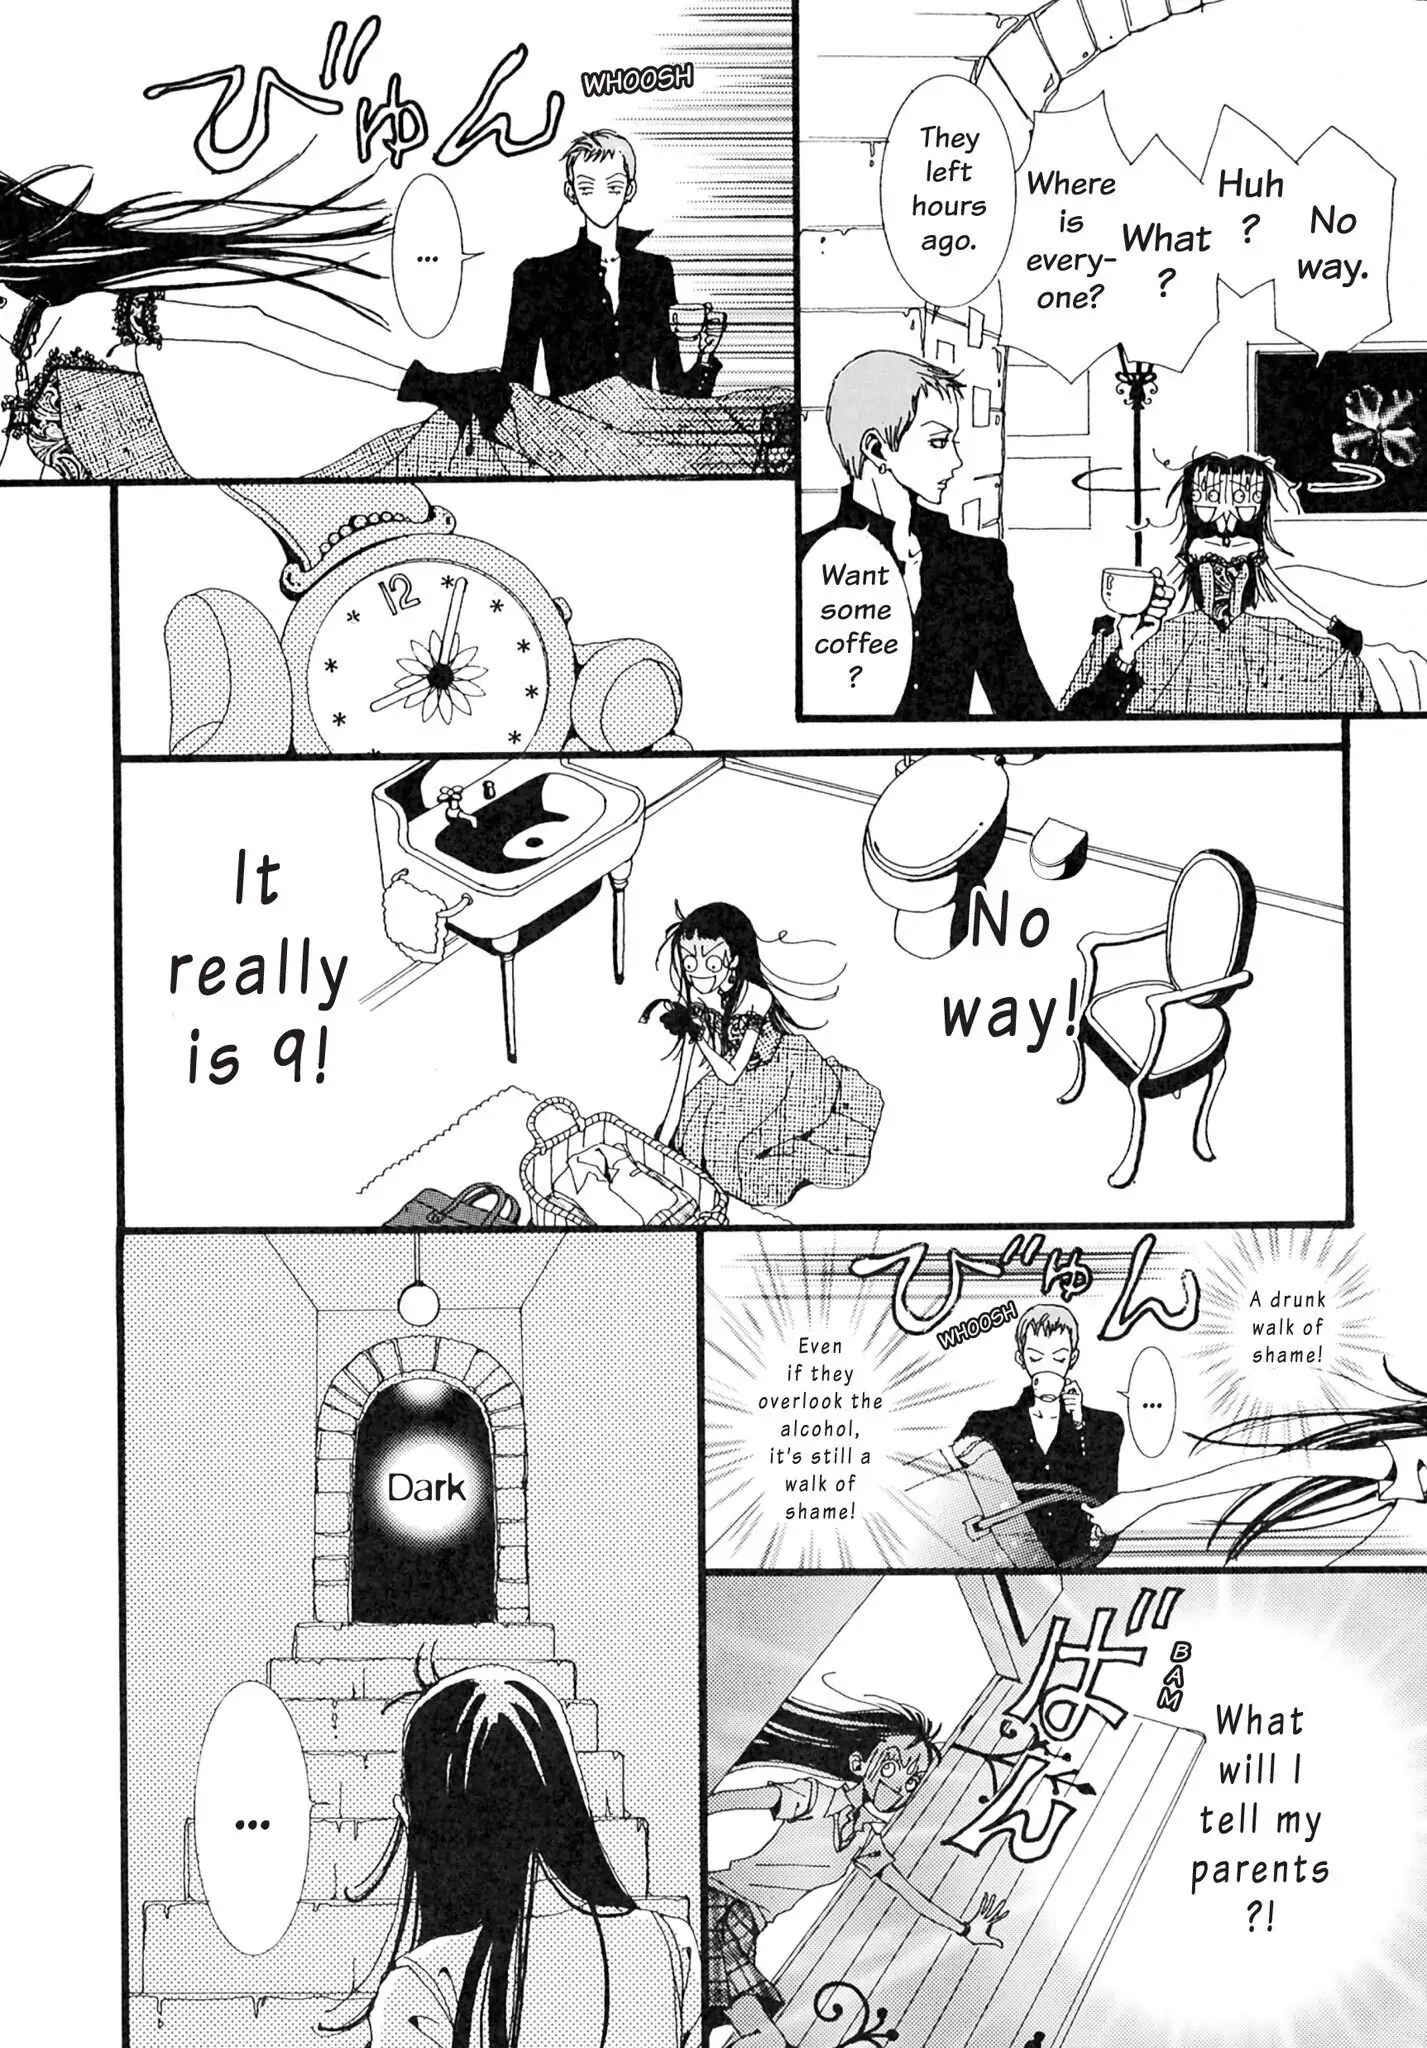 No
way.
Huh
?
What
?
Where
is
every-
one?
They
left
hours
ago.
Want
some
coffee
?
びゅん
WHOOSH
...
12
No
way!
It
really
is 9!
A drunk
walk of
shame!
びゅん
WHOOSH
...
Even
if they
overlook the
alcohol,
it's still a
walk of
shame!
What
will I
tell my
parents
?!
ばん
BAM
Dark
...